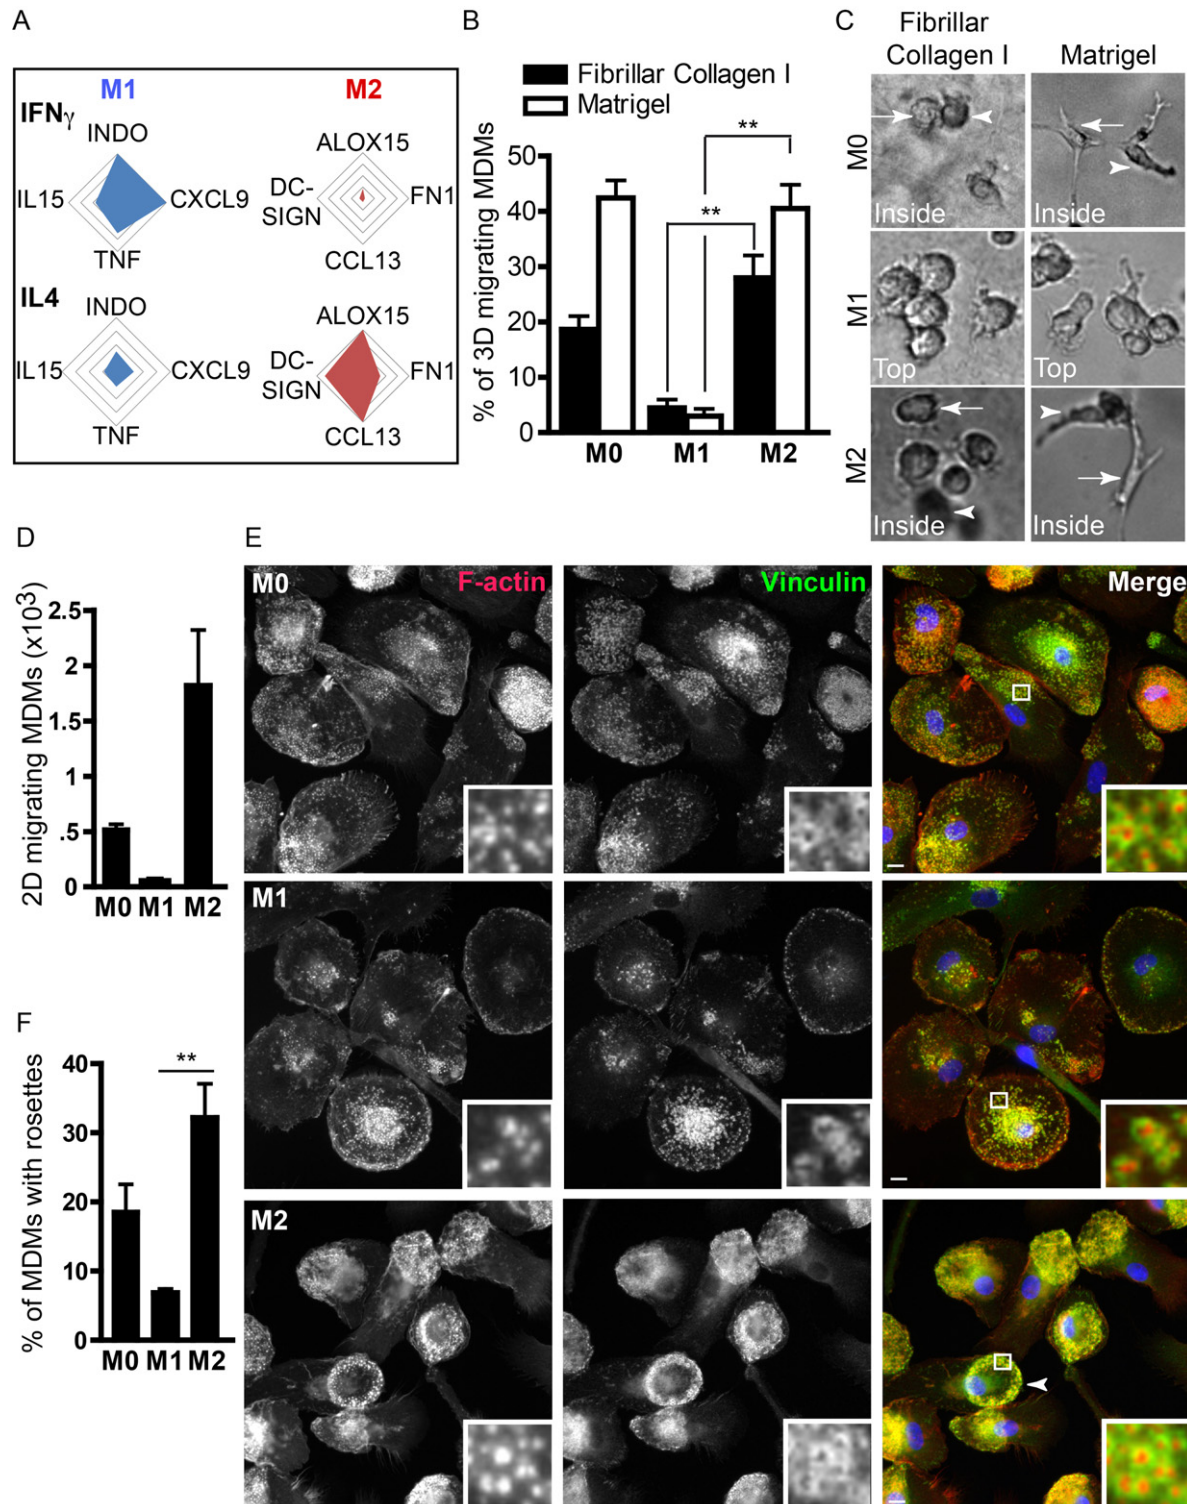 A
M1
M2
IFNγ
INDO
IL15
CXCL9
TNF
ALOX15
DC-
SIGN
FN1
CCL13
IL4
INDO
IL15
CXCL9
TNF
ALOX15
DC-
SIGN
FN1
CCL13
B
Fibrillar Collagen I
Matrigel
% of 3D migrating MDMs
50
40
30
20
10
0
**
**
M0 M1 M2
C
Fibrillar
Collagen I
Matrigel
M0
Inside
Inside
M1
Top
Top
M2
Inside
Inside
D
2D migrating MDMs (x10³)
2.5
2
1.5
1
.5
0
M0 M1 M2
E
M0
F-actin
Vinculin
Merge
M1
M2
F
% of MDMs with rosettes
40
30
20
10
0
**
M0 M1 M2